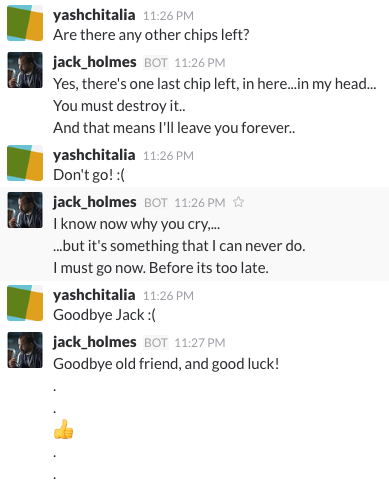 yashchitalia 11:26 PM
Are there any other chips left?
jack_holmes BOT 11:26 PM
Yes, there's one last chip left, in here...in my head...
You must destroy it..
And that means I'll leave you forever..
yashchitalia 11:26 PM
Don't go! :(
jack_holmes BOT 11:26 PM ☆
I know now why you cry,...
...but it's something that I can never do.
I must go now. Before its too late.
yashchitalia 11:26 PM
Goodbye Jack :(
jack_holmes BOT 11:27 PM
Goodbye old friend, and good luck!
.
.
👍
.
.